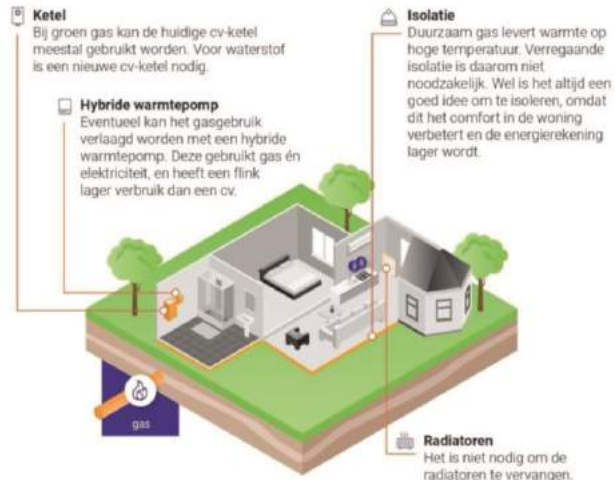 Ketel
Bij groen gas kan de huidige cv-ketel
meestal gebruikt worden. Voor waterstof
is een nieuwe cv-ketel nodig.
Hybride warmtepomp
Eventueel kan het gasgebruik
verlaagd worden met een hybride
warmtepomp. Deze gebruikt gas én
elektriciteit, en heeft een flink
lager verbruik dan een cv.
Isolatie
Duurzaam gas levert warmte op
hoge temperatuur. Verregaande
isolatie is daarom niet
noodzakelijk. Wel is het altijd een
goed idee om te isoleren, omdat
dit het comfort in de woning
verbetert en de energierekening
lager wordt.
gas
Radiatoren
Het is niet nodig om de
radiatoren te vervangen.